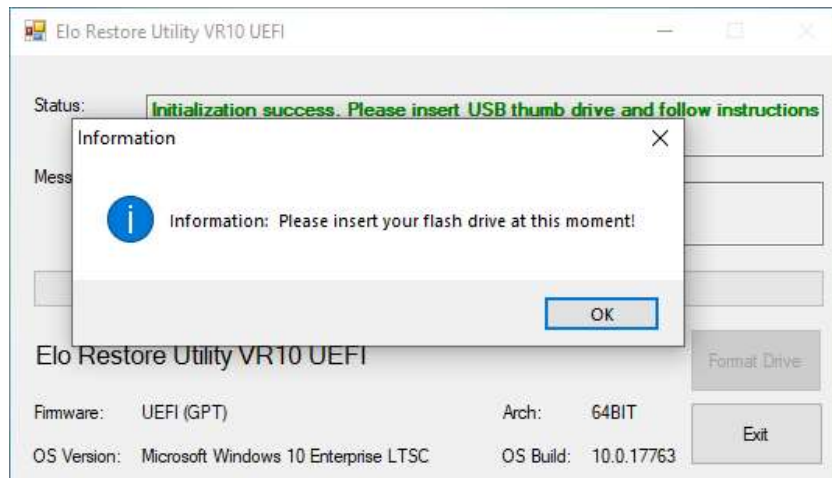 Elo Restore Utility VR10 UEFI
Status:
Initialization success. Please insert USB thumb drive and follow instructions
Information
Mess
Information: Please insert your flash drive at this moment!
OK
Elo Restore Utility VR10 UEFI
Format Drive
Firmware: UEFI (GPT) Arch: 64BIT
Exit
OS Version: Microsoft Windows 10 Enterprise LTSC OS Build: 10.0.17763